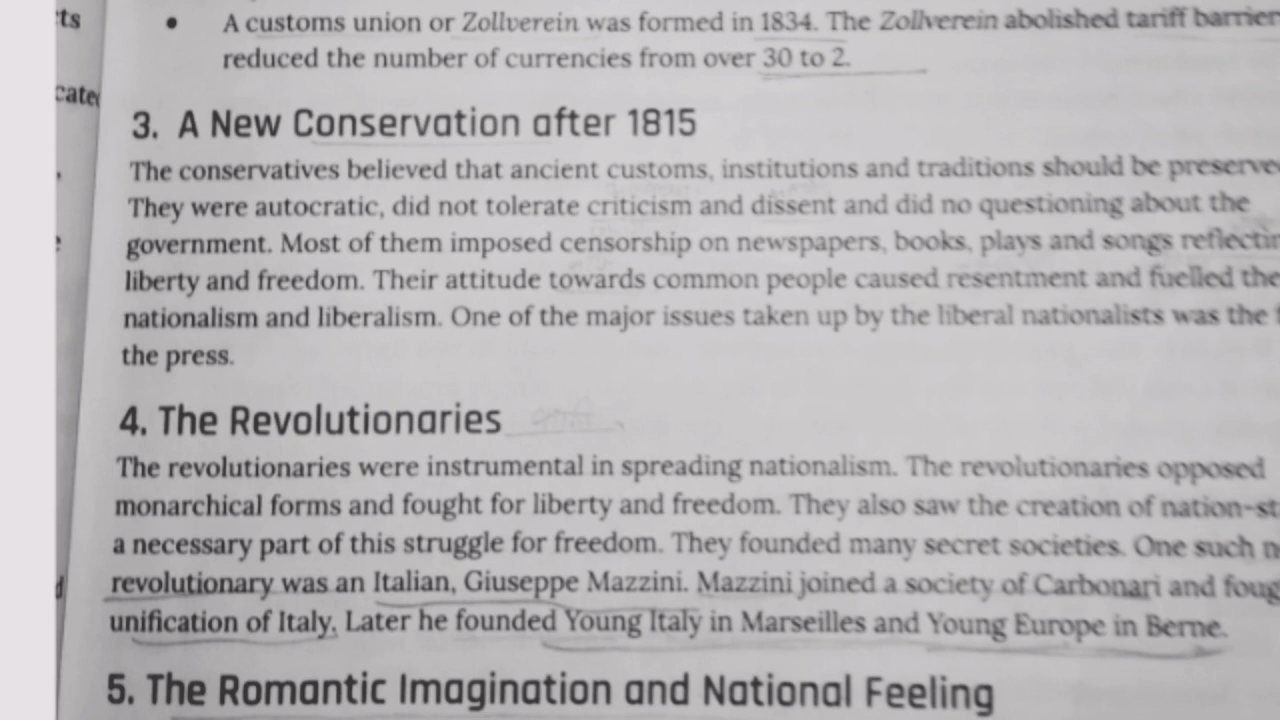 ts
• A customs union or Zollverein was formed in 1834. The Zollverein abolished tariff barrier
reduced the number of currencies from over 30 to 2.
cate
3. A New Conservation after 1815
The conservatives believed that ancient customs, institutions and traditions should be preserve
They were autocratic, did not tolerate criticism and dissent and did no questioning about the
government. Most of them imposed censorship on newspapers, books, plays and songs reflectin
liberty and freedom. Their attitude towards common people caused resentment and fuelled the
nationalism and liberalism. One of the major issues taken up by the liberal nationalists was the
the press.
4. The Revolutionaries
The revolutionaries were instrumental in spreading nationalism. The revolutionaries opposed
monarchical forms and fought for liberty and freedom. They also saw the creation of nation-st
a necessary part of this struggle for freedom. They founded many secret societies. One such
revolutionary was an Italian, Giuseppe Mazzini. Mazzini joined a society of Carbonari and foug
unification of Italy. Later he founded Young Italy in Marseilles and Young Europe in Berne.
5. The Romantic Imagination and National Feeling